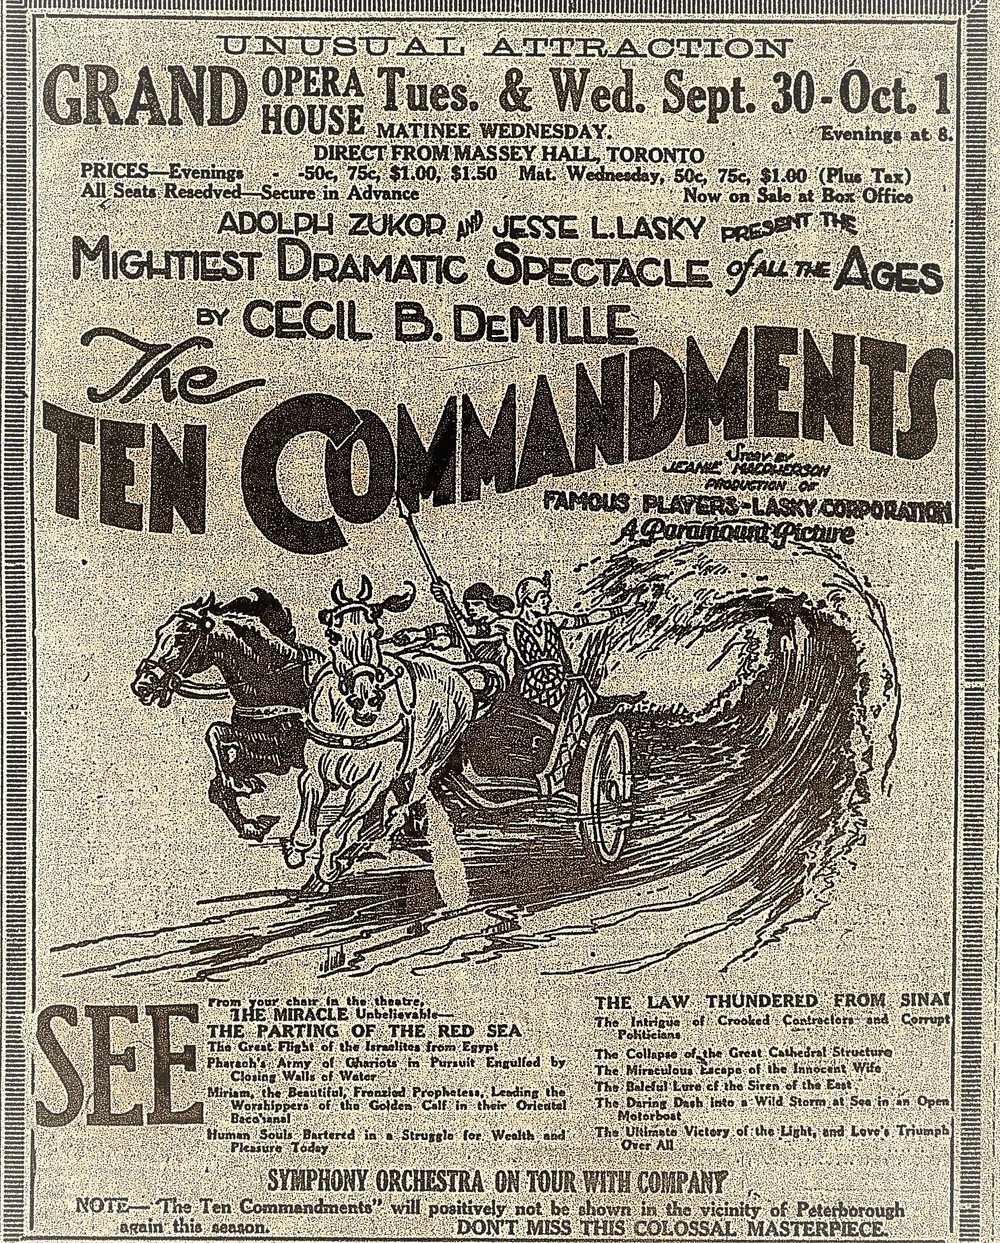 UNUSUAL ATTRACTION
GRAND OPERA HOUSE Tues. & Wed. Sept. 30-Oct. 1
MATINEE WEDNESDAY. Evenings at 8.
DIRECT FROM MASSEY HALL, TORONTO
PRICES—Evenings - -50c, 75c, $1.00, $1.50 Mat. Wednesday, 50c, 75c, $1.00 (Plus Tax)
All Seats Resedved—Secure in Advance Now on Sale at Box Office
ADOLPH ZUKOR AND JESSE L. LASKY PRESENT THE
MIGHTIEST DRAMATIC SPECTACLE of ALL THE AGES
BY CECIL B. DEMILLE
The
TEN COMMANDMENTS
STORY BY
JEANIE MACPHERSON
PRODUCTION OF
FAMOUS PLAYERS-LASKY CORPORATION
A Paramount Picture
SEE
From your chair in the theatre,
THE MIRACLE Unbelievable—
THE PARTING OF THE RED SEA
The Great Flight of the Israelites from Egypt
Pharaoh's Army of Chariots in Pursuit Engulfed by
Closing Walls of Water
Miriam, the Beautiful, Frenzied Prophetess, Leading the
Worshippers of the Golden Calf in their Oriental
Baca'ianal
Human Souls Bartered in a Struggle for Wealth and
Pleasure Today
THE LAW THUNDERED FROM SINAI
The Intrigue of Crooked Contractors and Corrupt
Politicians
The Collapse of the Great Cathedral Structure
The Miraculous Escape of the Innocent Wife
The Baleful Lure of the Siren of the East
The Daring Dash Into a Wild Storm at Sea in an Open
Motorboat
The Ultimate Victory of the Light, and Love's Triumph
Over All
SYMPHONY ORCHESTRA ON TOUR WITH COMPANY
NOTE—"The Ten Commandments" will positively not be shown in the vicinity of Peterborough
again this season. DON'T MISS THIS COLOSSAL MASTERPIECE.